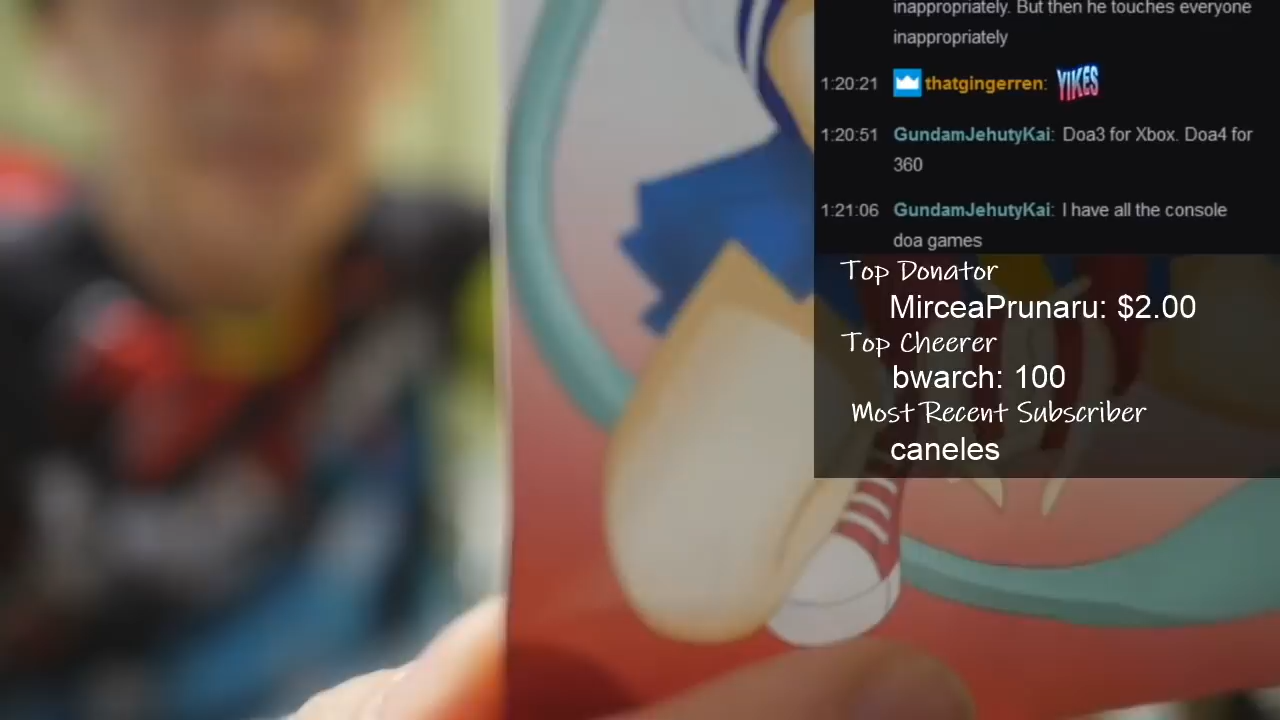 inappropriately. But then he touches everyone
inappropriately
1:20:21 thatgingerren: YIKES
1:20:51 GundamJehutyKai: Doa3 for Xbox. Doa4 for
360
1:21:06 GundamJehutyKai: I have all the console
doa games
Top Donator
MirceaPrunaru: $2.00
Top Cheerer
bwarch: 100
Most Recent Subscriber
caneles